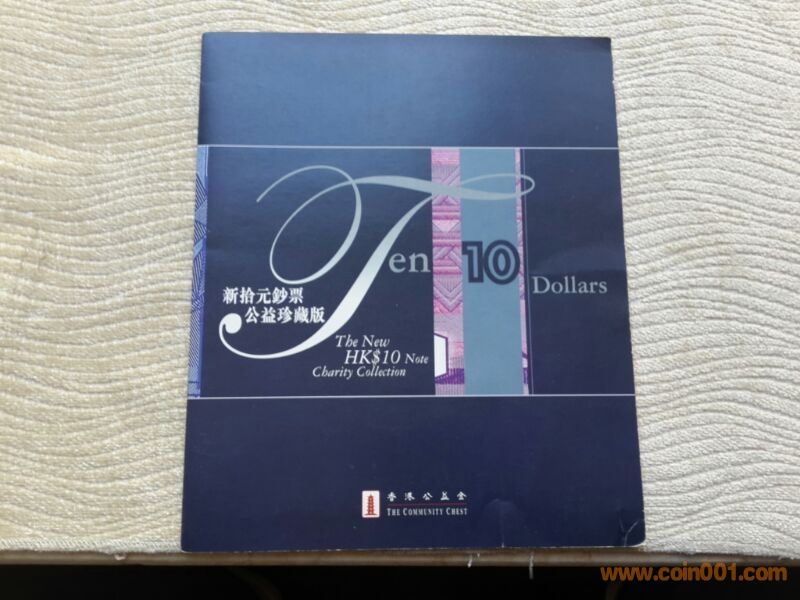 Ten 10 Dollars
新拾元鈔票
公益珍藏版
The New
HK$10 Note
Charity Collection
香港公益金
THE COMMUNITY CHEST
www.coin001.com